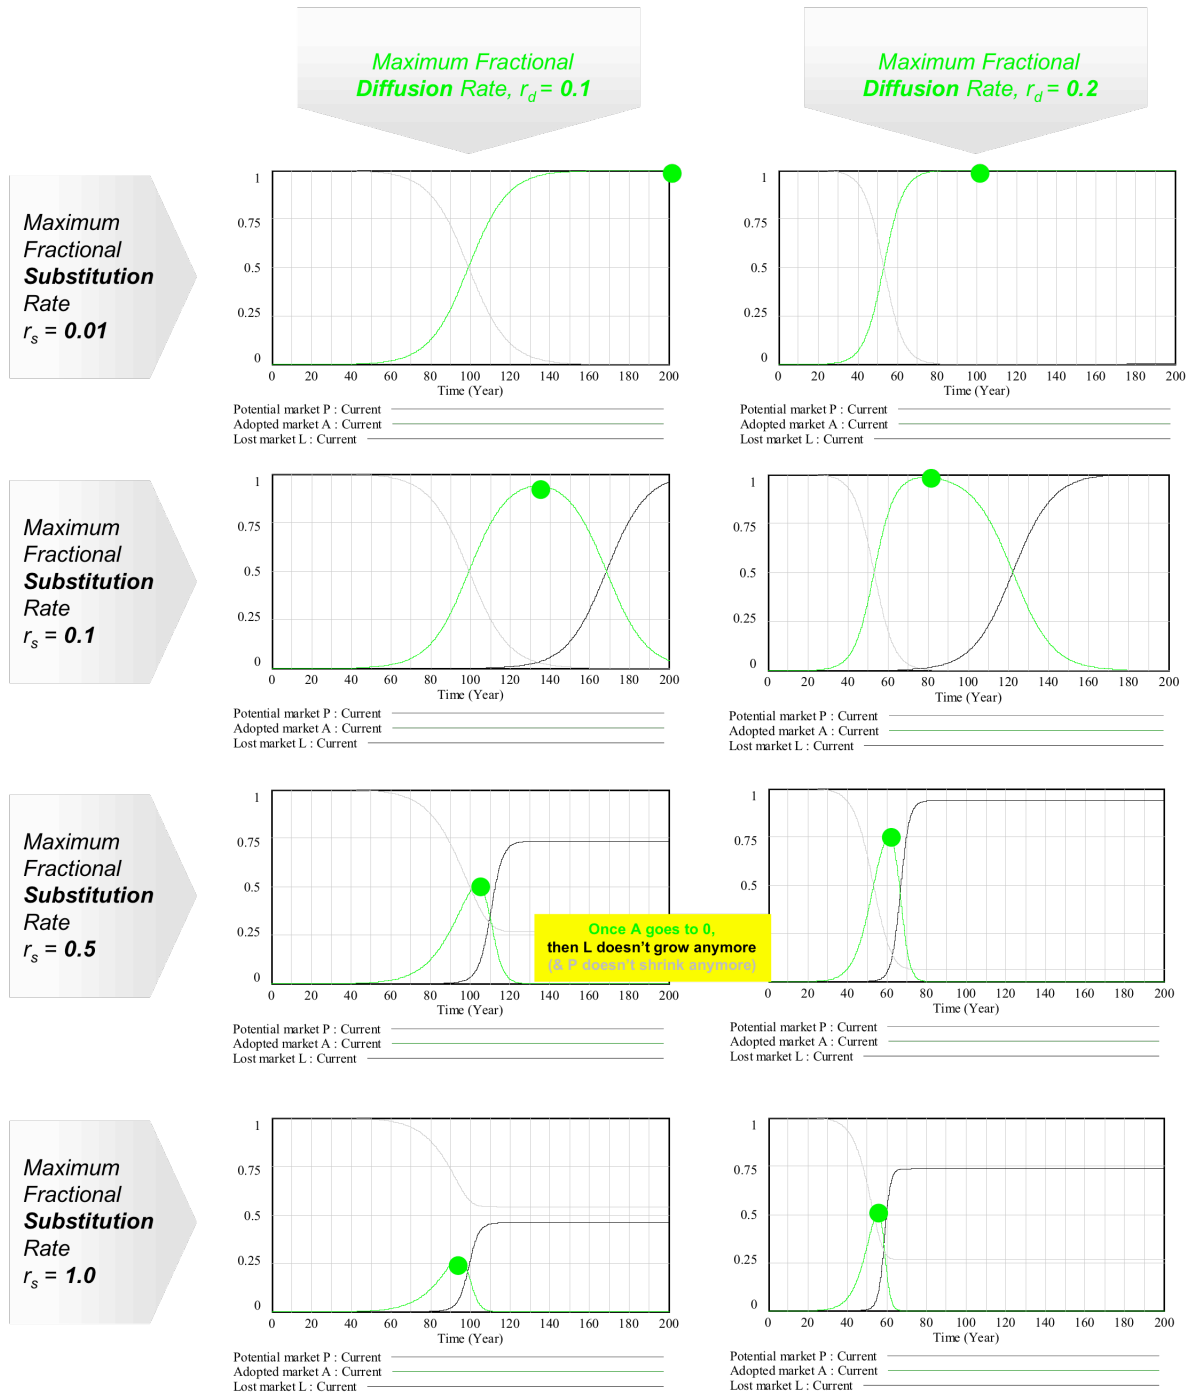 Maximum Fractional
Diffusion Rate, rd = 0.1
Maximum Fractional
Diffusion Rate, rd = 0.2
Maximum
Fractional
Substitution
Rate
rs = 0.01
1
0.75
0.5
0.25
0
0 20 40 60 80 100 120 140 160 180 200
Time (Year)
Potential market P : Current
Adopted market A : Current
Lost market L : Current
1
0.75
0.5
0.25
0
0 20 40 60 80 100 120 140 160 180 200
Time (Year)
Potential market P : Current
Adopted market A : Current
Lost market L : Current
Maximum
Fractional
Substitution
Rate
rs = 0.1
1
0.75
0.5
0.25
0
0 20 40 60 80 100 120 140 160 180 200
Time (Year)
Potential market P : Current
Adopted market A : Current
Lost market L : Current
1
0.75
0.5
0.25
0
0 20 40 60 80 100 120 140 160 180 200
Time (Year)
Potential market P : Current
Adopted market A : Current
Lost market L : Current
Maximum
Fractional
Substitution
Rate
rs = 0.5
1
0.75
0.5
0.25
0
0 20 40 60 80 100 120 140 160 180 200
Time (Year)
Potential market P : Current
Adopted market A : Current
Lost market L : Current
Once A goes to 0,
then L doesn't grow anymore
(& P doesn't shrink anymore)
1
0.75
0.5
0.25
0
0 20 40 60 80 100 120 140 160 180 200
Time (Year)
Potential market P : Current
Adopted market A : Current
Lost market L : Current
Maximum
Fractional
Substitution
Rate
rs = 1.0
1
0.75
0.5
0.25
0
0 20 40 60 80 100 120 140 160 180 200
Time (Year)
Potential market P : Current
Adopted market A : Current
Lost market L : Current
1
0.75
0.5
0.25
0
0 20 40 60 80 100 120 140 160 180 200
Time (Year)
Potential market P : Current
Adopted market A : Current
Lost market L : Current